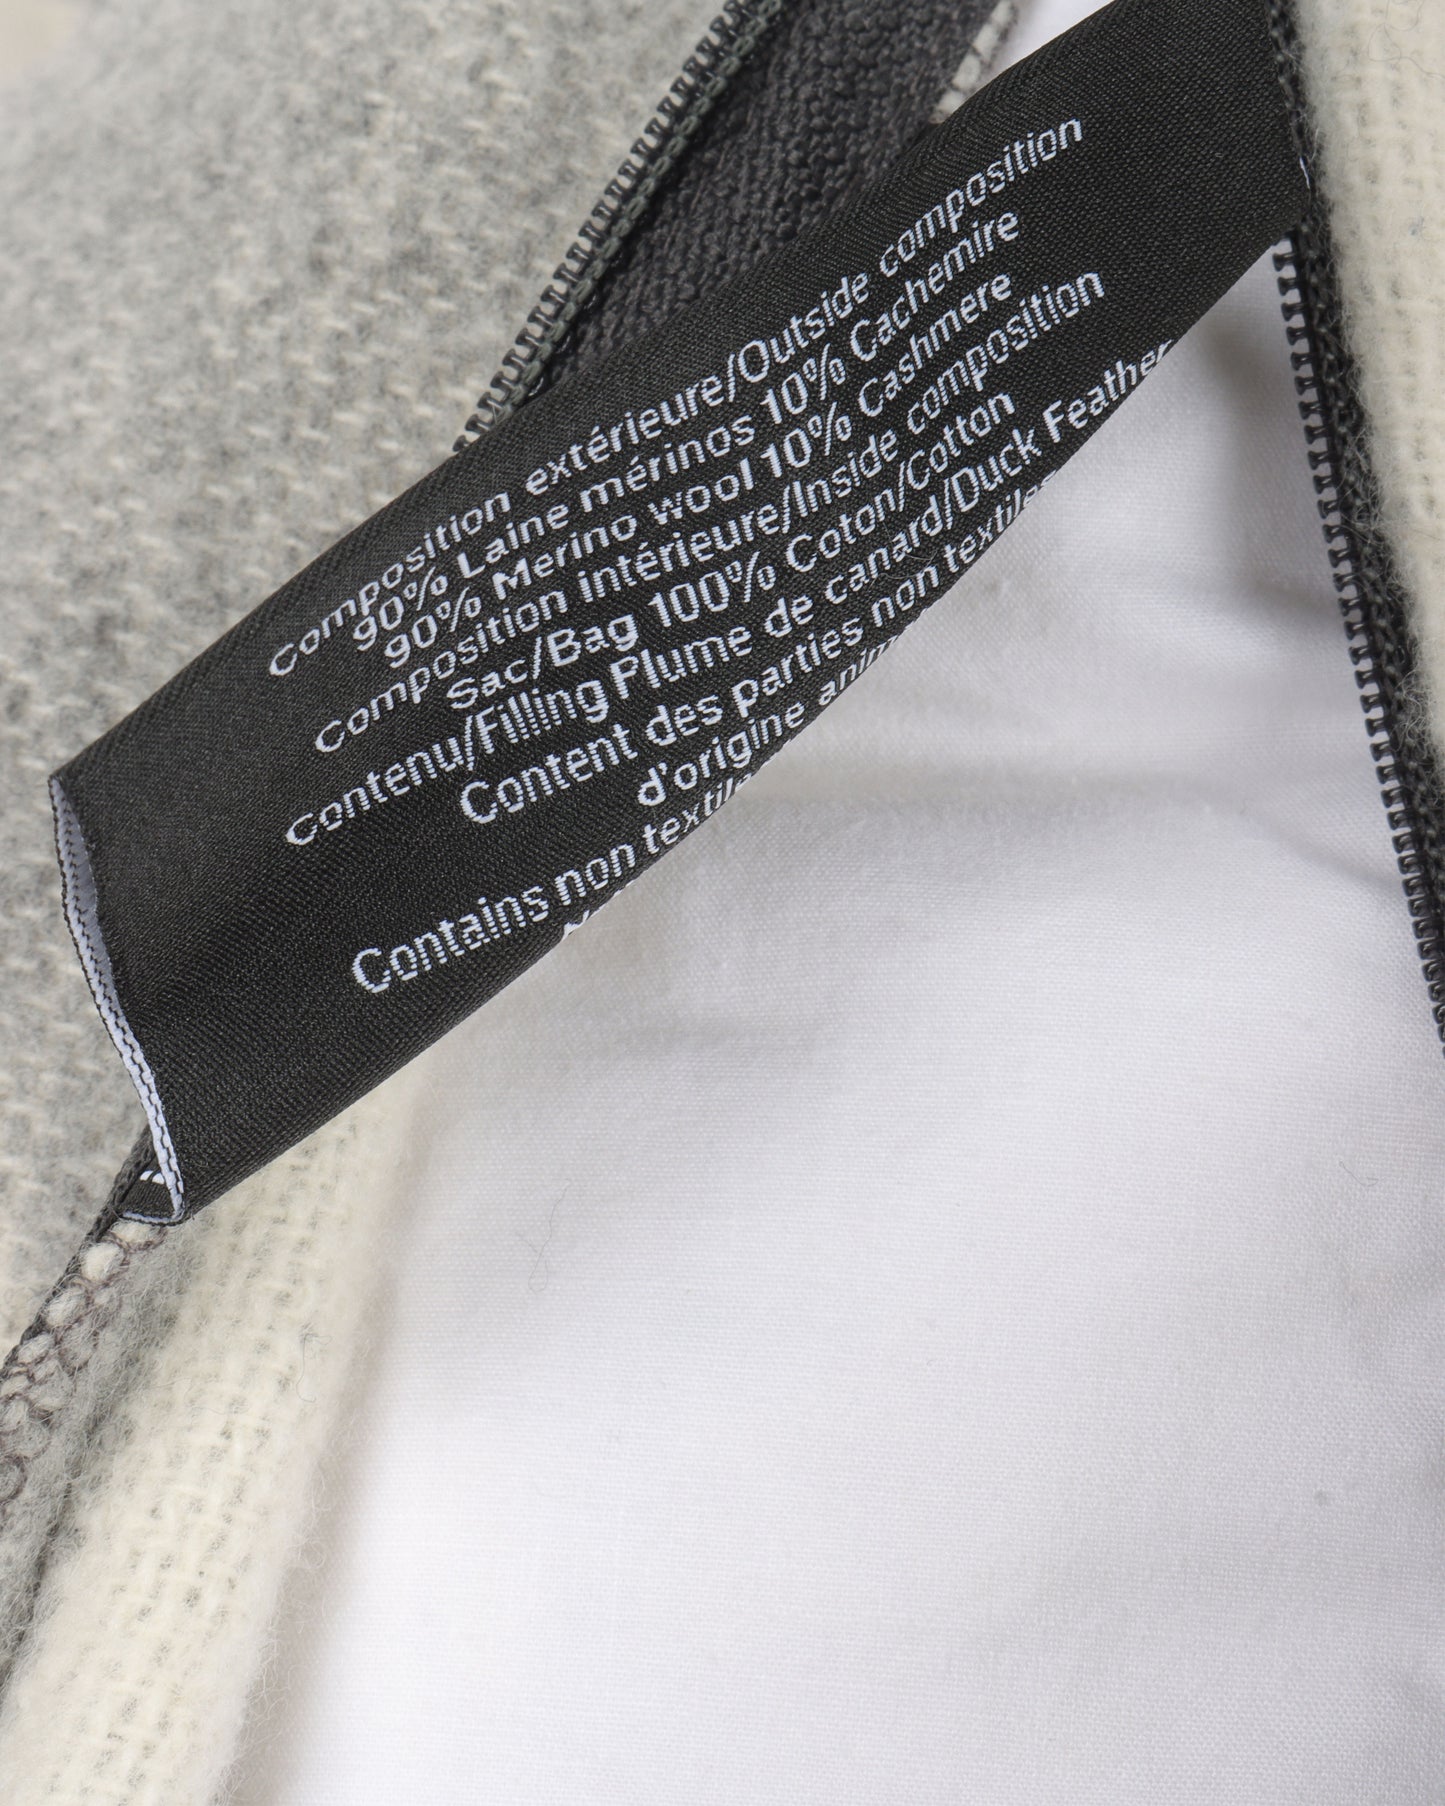 Composition extérieure/Outside composition
90% Laine mérinos 10% Cachemire
90% Merino wool 10% Cashmere
Composition intérieure/Inside composition
Sac/Bag 100% Coton/Cotton
Contenu/Filling Plume de canard/Duck Feather
Content des parties non textiles
d'origine
Contains non